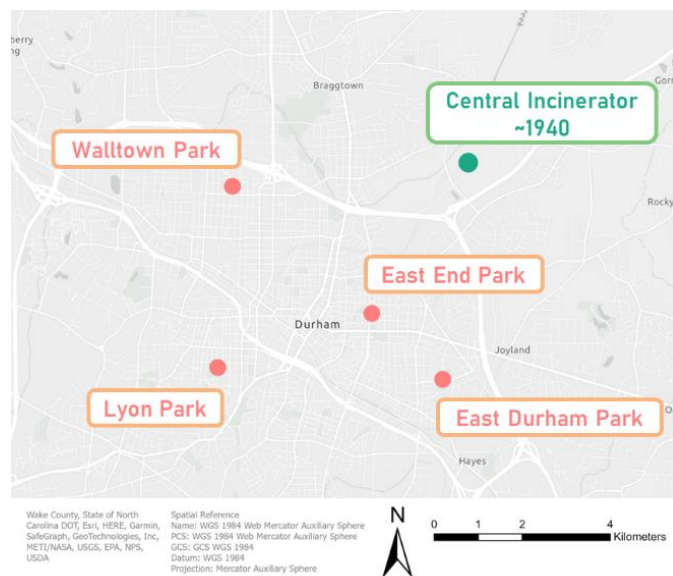 berry
ng
Braggtown
Gorn
Central Incinerator
~1940
Walltown Park
Rocky
East End Park
Durham
Joyland
Lyon Park
East Durham Park
Hayes
Wake County, State of North
Carolina DOT, Esri, HERE, Garmin,
SafeGraph, GeoTechnologies, Inc,
METI/NASA, USGS, EPA, NPS,
USDA
Spatial Reference
Name: WGS 1984 Web Mercator Auxiliary Sphere
PCS: WGS 1984 Web Mercator Auxiliary Sphere
GCS: GCS WGS 1984
Datum: WGS 1984
Projection: Mercator Auxiliary Sphere
N
0 1 2 4
Kilometers